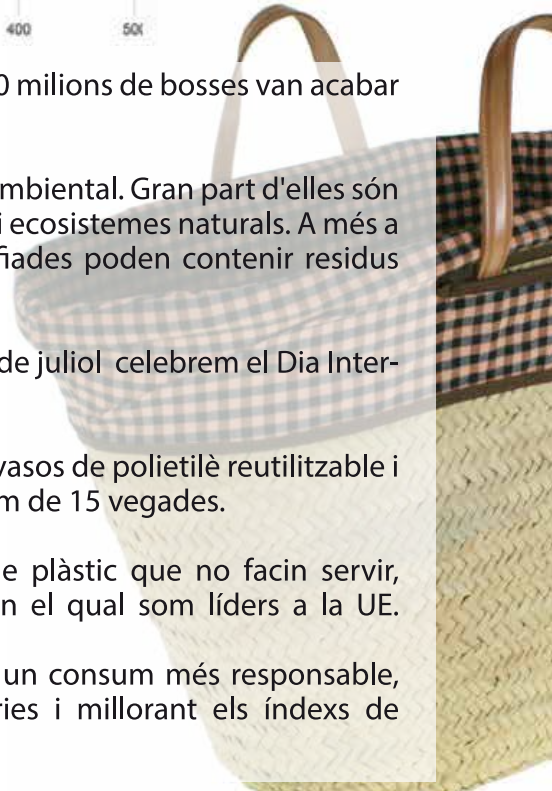 400 500
0 milions de bosses van acabar
mbiental. Gran part d'elles són
i ecosistemes naturals. A més a
fiades poden contenir residus
de juliol celebrem el Dia Inter-
vasos de polietilè reutilitzable i
m de 15 vegades.
e plàstic que no facin servir,
n el qual som líders a la UE.
un consum més responsable,
ries i millorant els índexs de